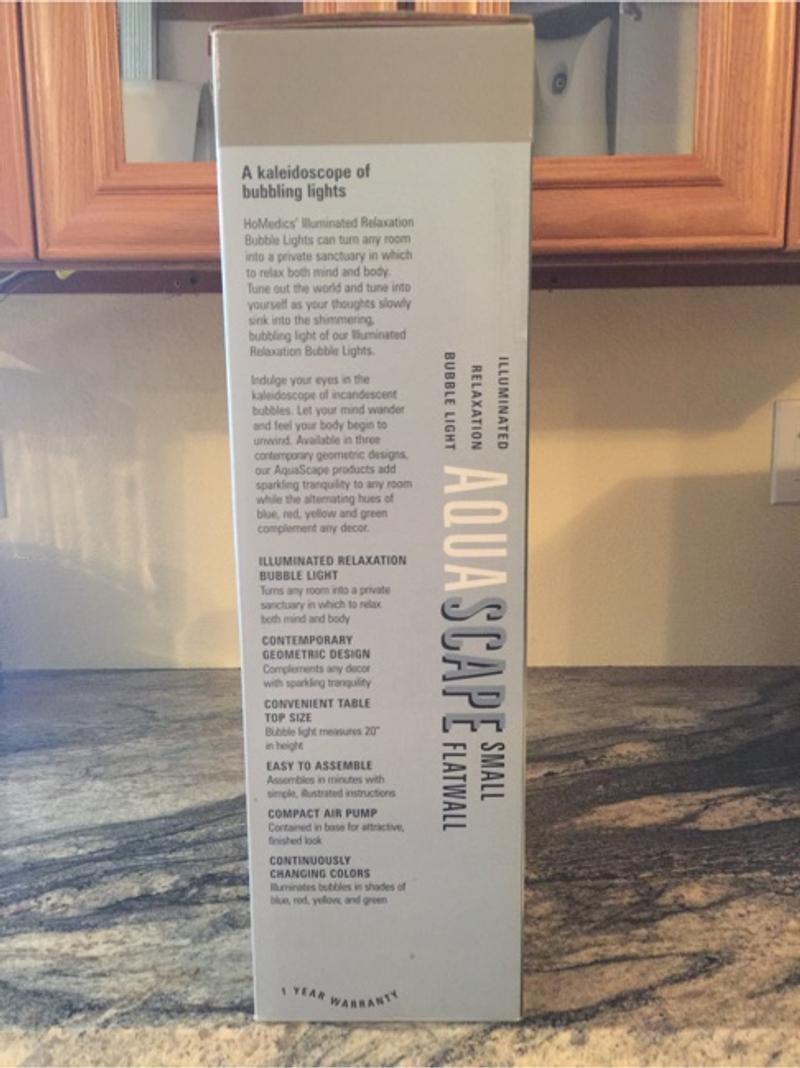 A kaleidoscope of
bubbling lights
HoMedics' Illuminated Relaxation
Bubble Lights can turn any room
into a private sanctuary in which
to relax both mind and body.
Tune out the world and tune into
yourself as your thoughts slowly
sink into the shimmering,
bubbling light of our Illuminated
Relaxation Bubble Lights.
Indulge your eyes in the
kaleidoscope of incandescent
bubbles. Let your mind wander
and feel your body begin to
unwind. Available in three
contemporary geometric designs,
our AquaScape products add
sparkling tranquility to any room
while the alternating hues of
blue, red, yellow and green
complement any decor.
ILLUMINATED RELAXATION
BUBBLE LIGHT
Turns any room into a private
sanctuary in which to relax
both mind and body
CONTEMPORARY
GEOMETRIC DESIGN
Complements any decor
with sparkling tranquility
CONVENIENT TABLE
TOP SIZE
Bubble light measures 20"
in height
EASY TO ASSEMBLE
Assembles in minutes with
simple, illustrated instructions
COMPACT AIR PUMP
Contained in base for attractive,
finished look
CONTINUOUSLY
CHANGING COLORS
Illuminates bubbles in shades of
blue, red, yellow, and green
1 YEAR WARRANTY
ILLUMINATED
RELAXATION
BUBBLE LIGHT
AQUASCAPE
SMALL
FLATWALL